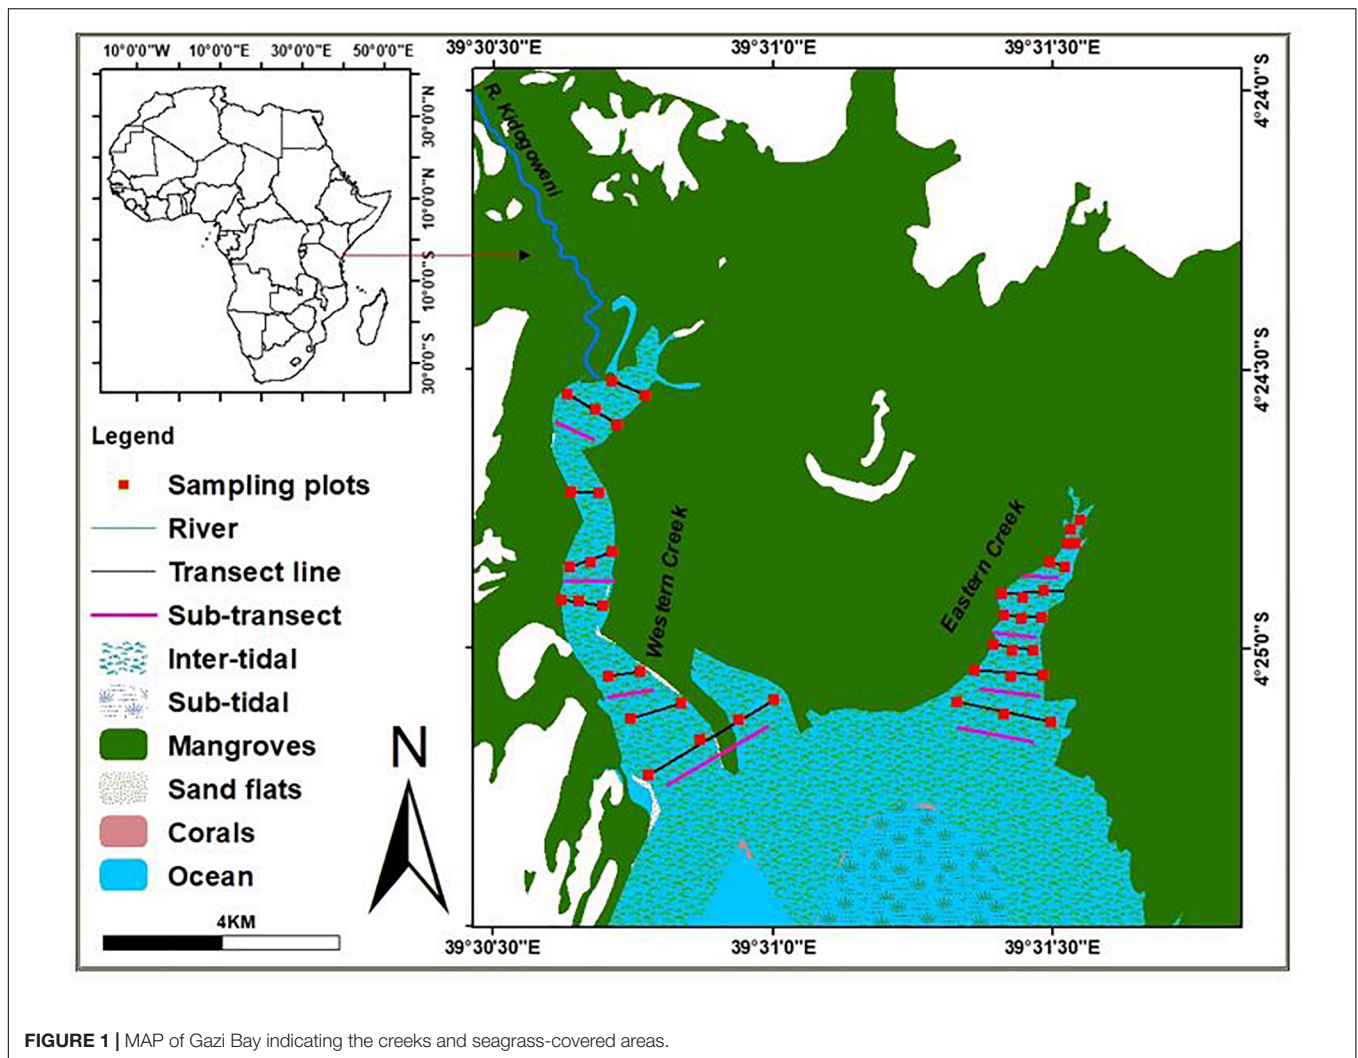 10°0'0"W 10°0'0"E 30°0'0"E 50°0'0"E
30°0'0"N
10°0'0"N
10°0'0"S
30°0'0"S
39°30'30"E 39°31'0"E 39°31'30"E
4°24'0"S
4°24'30"S
4°25'0"S
R. Kidogoweni
Western Creek
Eastern Creek
Legend
Sampling plots
River
Transect line
Sub-transect
Inter-tidal
Sub-tidal
Mangroves
Sand flats
Corals
Ocean
N
4KM
39°30'30"E 39°31'0"E 39°31'30"E
FIGURE 1 | MAP of Gazi Bay indicating the creeks and seagrass-covered areas.